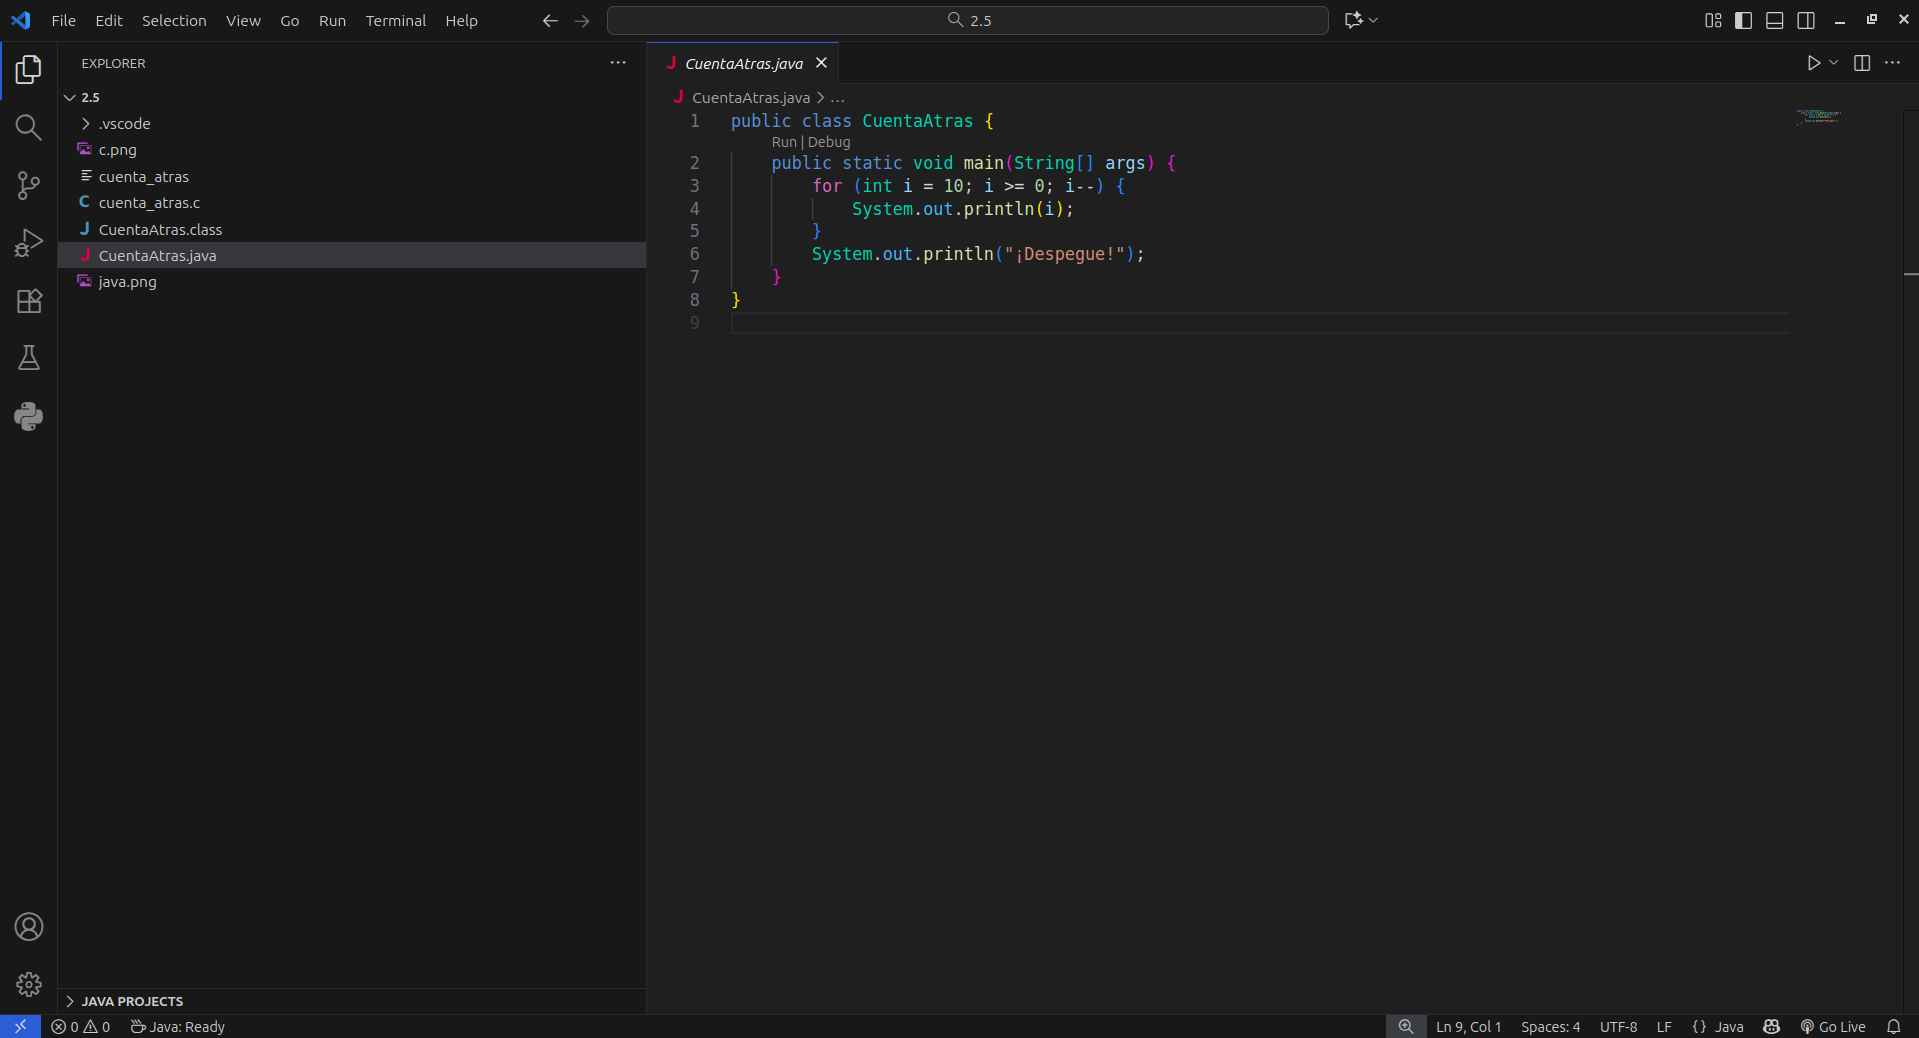 File Edit Selection View Go Run Terminal Help 2.5
EXPLORER
2.5
.vscode
c.png
cuenta_atras
cuenta_atras.c
CuentaAtras.class
CuentaAtras.java
java.png
JAVA PROJECTS
CuentaAtras.java
CuentaAtras.java > ...
1 public class CuentaAtras {
Run | Debug
2 public static void main(String[] args) {
3 for (int i = 10; i >= 0; i--) {
4 System.out.println(i);
5 }
6 System.out.println("¡Despegue!");
7 }
8 }
9
0 0 Java: Ready Ln 9, Col 1 Spaces: 4 UTF-8 LF {} Java Go Live